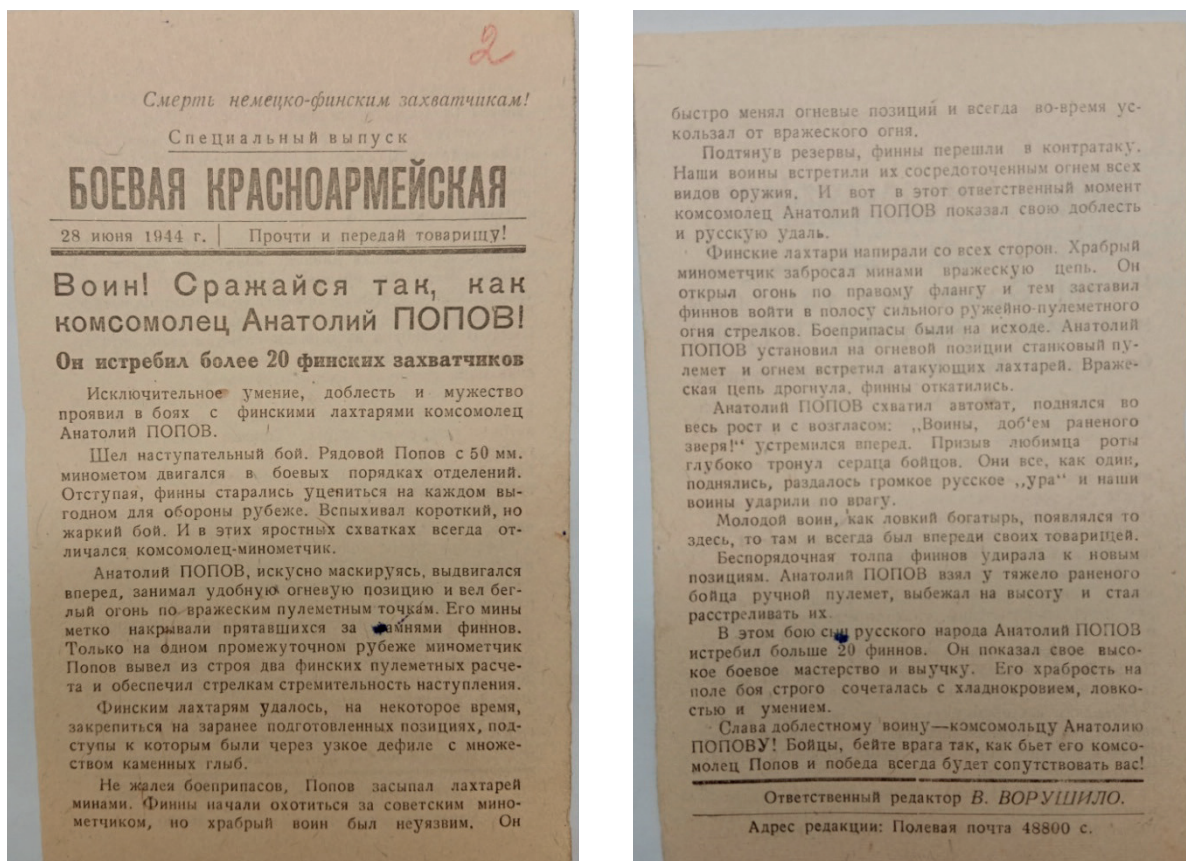 2
Смерть немецко-финским захватчикам!
Специальный выпуск
БОЕВАЯ КРАСНОАРМЕЙСКАЯ
28 июня 1944 г. | Прочти и передай товарищу!
Воин! Сражайся так, как
комсомолец Анатолий ПОПОВ!
Он истребил более 20 финских захватчиков
Исключительное умение, доблесть и мужество
проявил в боях с финскими лахтарями комсомолец
Анатолий ПОПОВ.
Шел наступательный бой. Рядовой Попов с 50 мм.
минометом двигался в боевых порядках отделений.
Отступая, финны старались уцепиться на каждом вы-
годном для обороны рубеже. Вспыхивал короткий, но
жаркий бой. И в этих яростных схватках всегда от-
личался комсомолец-минометчик.
Анатолий ПОПОВ, искусно маскируясь, выдвигался
вперед, занимал удобную огневую позицию и вел бег-
лый огонь по вражеским пулеметным точкам. Его мины
метко накрывали прятавшихся за камнями финнов.
Только на одном промежуточном рубеже минометчик
Попов вывел из строя два финских пулеметных расче-
та и обеспечил стрелкам стремительность наступления.
Финским лахтарям удалось, на некоторое время,
закрепиться на заранее подготовленных позициях, под-
ступы к которым были через узкое дефиле с множе-
ством каменных глыб.
Не жалея боеприпасов, Попов засыпал лахтарей
минами. Финны начали охотиться за советским мино-
метчиком, но храбрый воин был неуязвим. Он
быстро менял огневые позиций и всегда во-время ус-
кользал от вражеского огня.
Подтянув резервы, финны перешли в контратаку.
Наши воины встретили их сосредоточенным огнем всех
видов оружия. И вот в этот ответственный момент
комсомолец Анатолий ПОПОВ показал свою доблесть
и русскую удаль.
Финские лахтари напирали со всех сторон. Храбрый
минометчик забросал минами вражескую цепь. Он
открыл огонь по правому флангу и тем заставил
финнов войти в полосу сильного ружейно-пулеметного
огня стрелков. Боеприпасы были на исходе. Анатолий
ПОПОВ установил на огневой позиции станковый пу-
лемет и огнем встретил атакующих лахтарей. Враже-
ская цепь дрогнула, финны откатились.
Анатолий ПОПОВ схватил автомат, поднялся во
весь рост и с возгласом: „Воины, доб'ем раненого
зверя!“ устремился вперед. Призыв любимца роты
глубоко тронул сердца бойцов. Они все, как один,
поднялись, раздалось громкое русское „ура“ и наши
воины ударили по врагу.
Молодой воин, как ловкий богатырь, появлялся то
здесь, то там и всегда был впереди своих товарищей.
Беспорядочная толпа финнов удирала к новым
позициям. Анатолий ПОПОВ взял у тяжело раненого
бойца ручной пулемет, выбежал на высоту и стал
расстреливать их.
В этом бою сын русского народа Анатолий ПОПОВ
истребил больше 20 финнов. Он показал свое высо-
кое боевое мастерство и выучку. Его храбрость на
поле боя строго сочеталась с хладнокровием, ловко-
стью и умением.
Слава доблестному воину—комсомольцу Анатолию
ПОПОВУ! Бойцы, бейте врага так, как бьет его комсо-
молец Попов и победа всегда будет сопутствовать вас!
Ответственный редактор В. ВОРУШИЛО.
Адрес редакции: Полевая почта 48800 с.